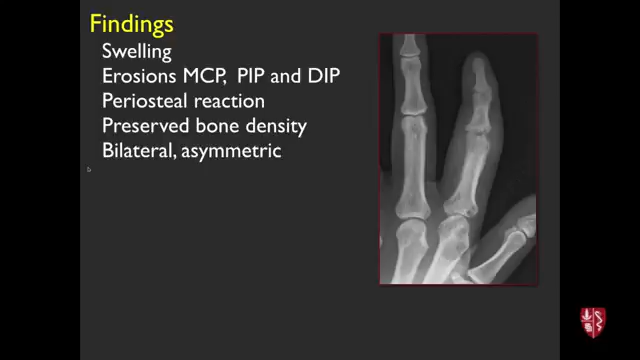 Findings
Swelling
Erosions MCP, PIP and DIP
Periosteal reaction
Preserved bone density
Bilateral, asymmetric